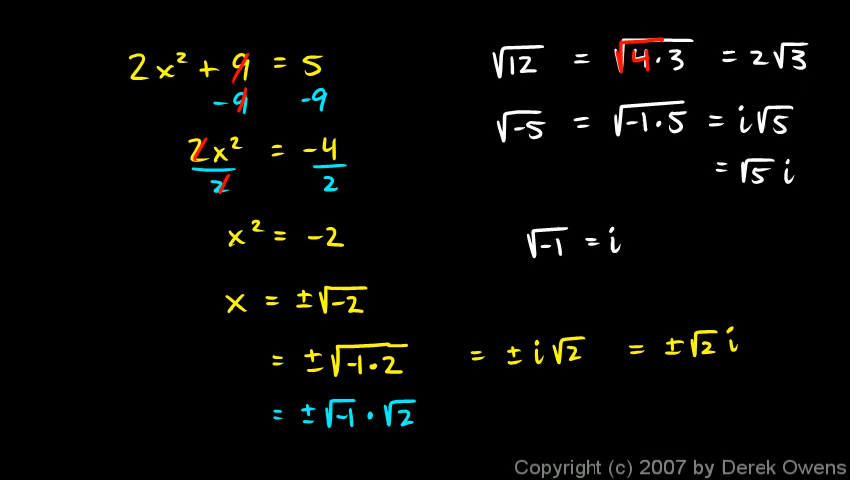 2x² + 9 = 5
-9 -9
2x² = -4
2 2
x² = -2
x = ±√-2
= ±√-1·2 = ±i√2 = ±√2 i
= ±√-1 · √2
√12 = √4·3 = 2√3
√-5 = √-1·5 = i√5
= √5 i
√-1 = i
Copyright (c) 2007 by Derek Owens